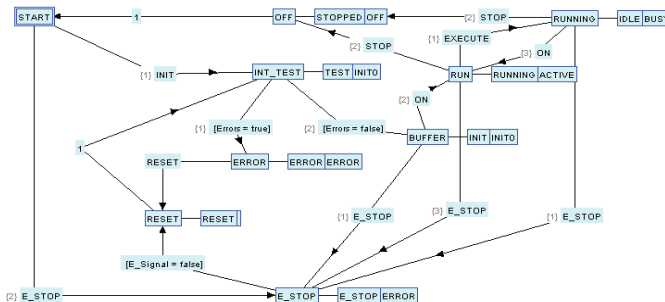 START 1 OFF STOPPED OFF {2} STOP RUNNING IDLE BUSY
{1} EXECUTE
{2} STOP {3} ON
{1} INIT INT_TEST TEST INIT0 RUN RUNNING ACTIVE
{2} ON
{1} [Errors = true] {2} [Errors = false]
BUFFER INIT INIT0
1
RESET ERROR ERROR ERROR
RESET RESET {1} E_STOP {3} E_STOP {1} E_STOP
[E_Signal = false]
{2} E_STOP E_STOP E_STOP ERROR